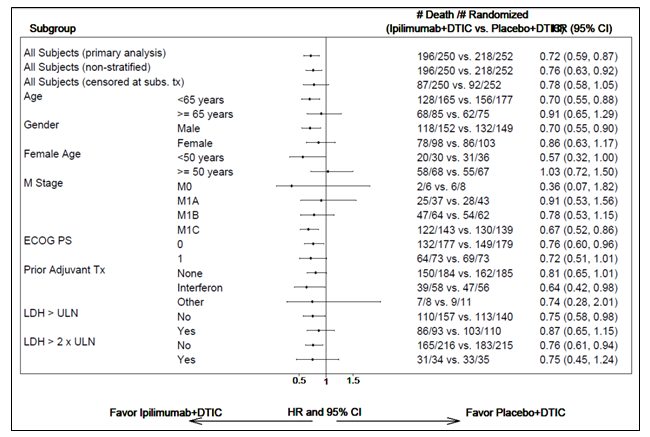 # Death /# Randomized
Subgroup (Ipilimumab+DTIC vs. Placebo+DTIC) HR (95% CI)
All Subjects (primary analysis) 196/250 vs. 218/252 0.72 (0.59, 0.87)
All Subjects (non-stratified) 196/250 vs. 218/252 0.76 (0.63, 0.92)
All Subjects (censored at subs. tx) 87/250 vs. 92/252 0.78 (0.58, 1.05)
Age <65 years 128/165 vs. 156/177 0.70 (0.55, 0.88)
>= 65 years 68/85 vs. 62/75 0.91 (0.65, 1.29)
Gender Male 118/152 vs. 132/149 0.70 (0.55, 0.90)
Female 78/98 vs. 86/103 0.86 (0.63, 1.17)
Female Age <50 years 20/30 vs. 31/36 0.57 (0.32, 1.00)
>= 50 years 58/68 vs. 55/67 1.03 (0.72, 1.50)
M Stage M0 2/6 vs. 6/8 0.36 (0.07, 1.82)
M1A 25/37 vs. 28/43 0.91 (0.53, 1.56)
M1B 47/64 vs. 54/62 0.78 (0.53, 1.15)
M1C 122/143 vs. 130/139 0.67 (0.52, 0.86)
ECOG PS 0 132/177 vs. 149/179 0.76 (0.60, 0.96)
1 64/73 vs. 69/73 0.72 (0.51, 1.01)
Prior Adjuvant Tx None 150/184 vs. 162/185 0.81 (0.65, 1.01)
Interferon 39/58 vs. 47/56 0.64 (0.42, 0.98)
Other 7/8 vs. 9/11 0.74 (0.28, 2.01)
LDH > ULN No 110/157 vs. 113/140 0.75 (0.58, 0.98)
Yes 86/93 vs. 103/110 0.87 (0.65, 1.15)
LDH > 2 x ULN No 165/216 vs. 183/215 0.76 (0.61, 0.94)
Yes 31/34 vs. 33/35 0.75 (0.45, 1.24)
0.5 1 1.5
Favor Ipilimumab+DTIC HR and 95% CI Favor Placebo+DTIC